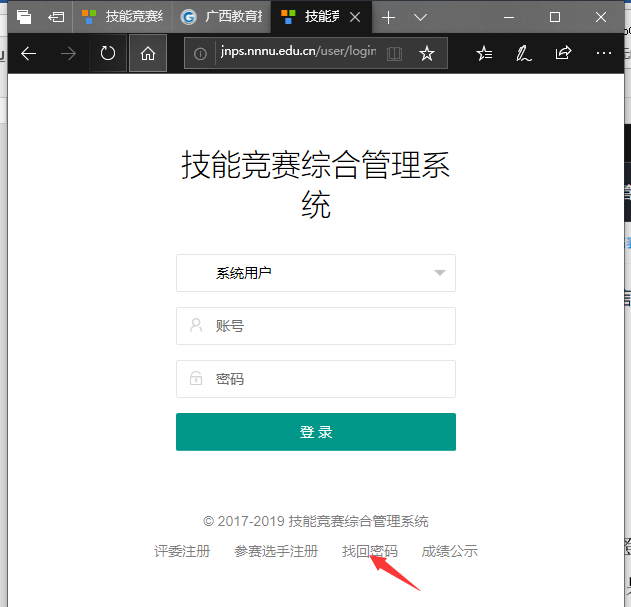 技能竞赛综
广西教育
技能
jnps.nnnu.edu.cn/user/login
技能竞赛综合管理系
统
系统用户
账号
密码
登 录
© 2017-2019 技能竞赛综合管理系统
评委注册 参赛选手注册 找回密码 成绩公示